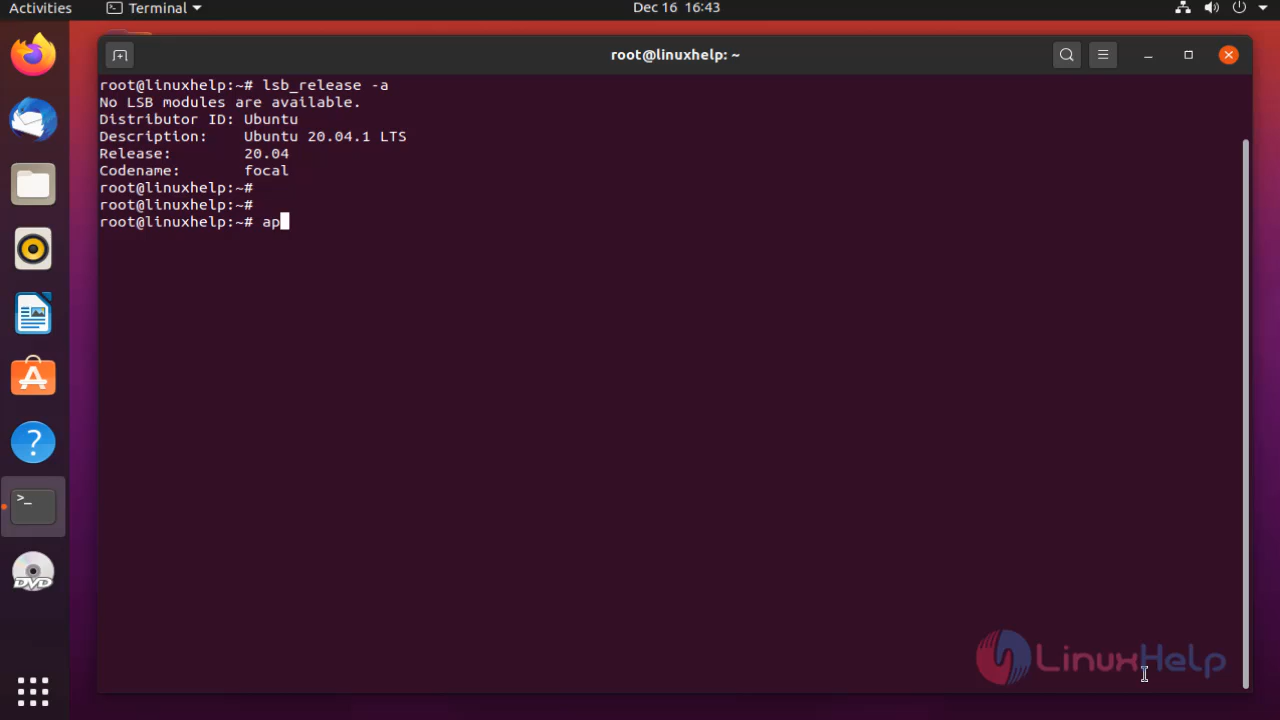 Activities
Terminal
Dec 16 16:43
root@linuxhelp: ~
root@linuxhelp:~# lsb_release -a
No LSB modules are available.
Distributor ID: Ubuntu
Description: Ubuntu 20.04.1 LTS
Release: 20.04
Codename: focal
root@linuxhelp:~#
root@linuxhelp:~#
root@linuxhelp:~# ap
>_
DVD
LinuxHelp